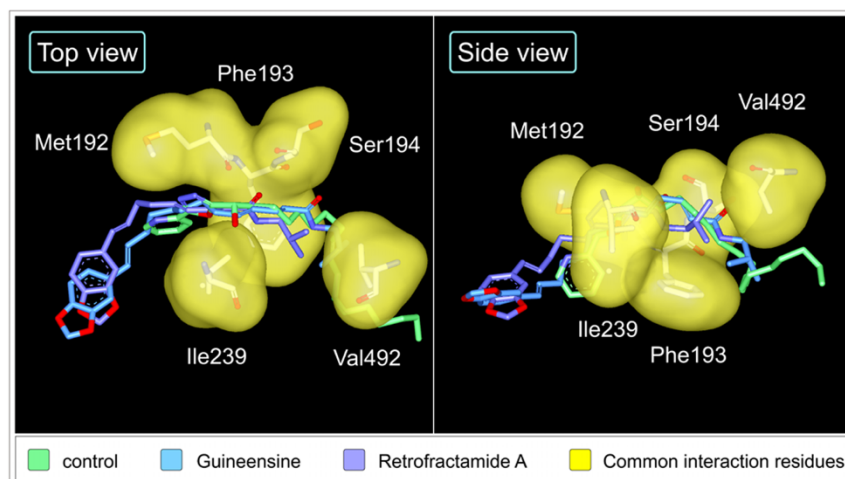 Top view
Phe193
Met192
Ser194
Ile239
Val492
Side view
Val492
Ser194
Met192
Ile239
Phe193
control
Guineensine
Retrofractamide A
Common interaction residues